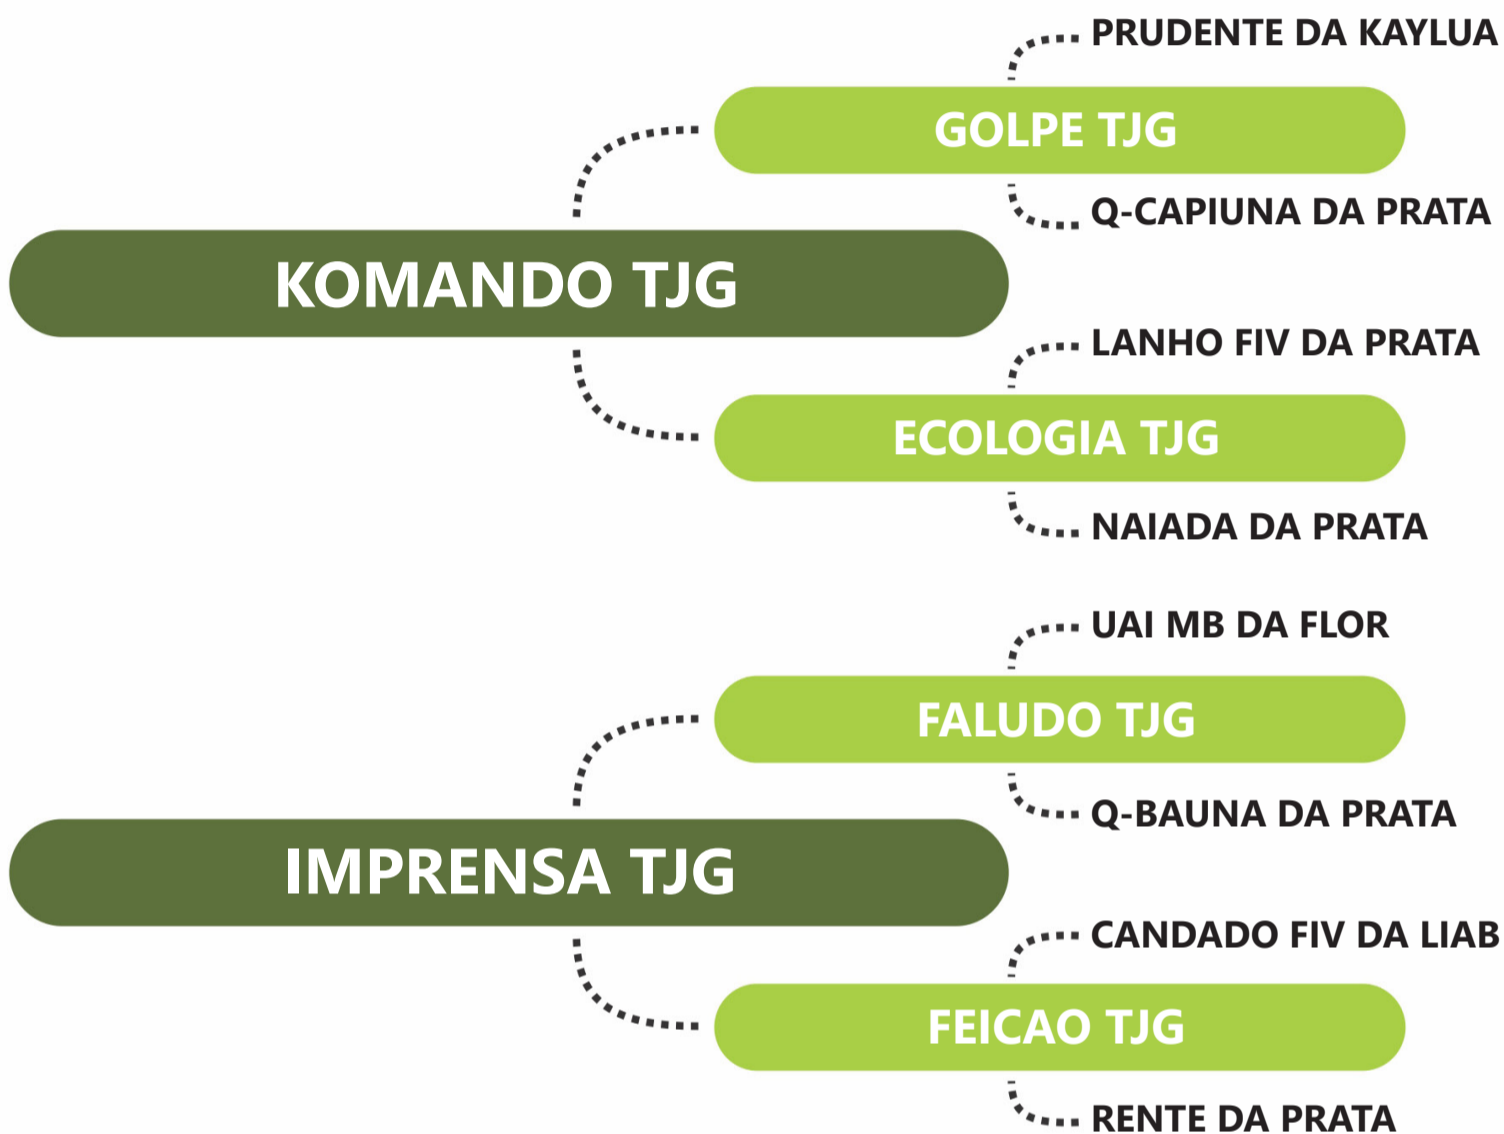 PRUDENTE DA KAYLUA
GOLPE TJG
Q-CAPIUNA DA PRATA
KOMANDO TJG
LANHO FIV DA PRATA
ECOLOGIA TJG
NAIADA DA PRATA
UAI MB DA FLOR
FALUDO TJG
Q-BAUNA DA PRATA
IMPRENSA TJG
CANDADO FIV DA LIAB
FEICAO TJG
RENTE DA PRATA